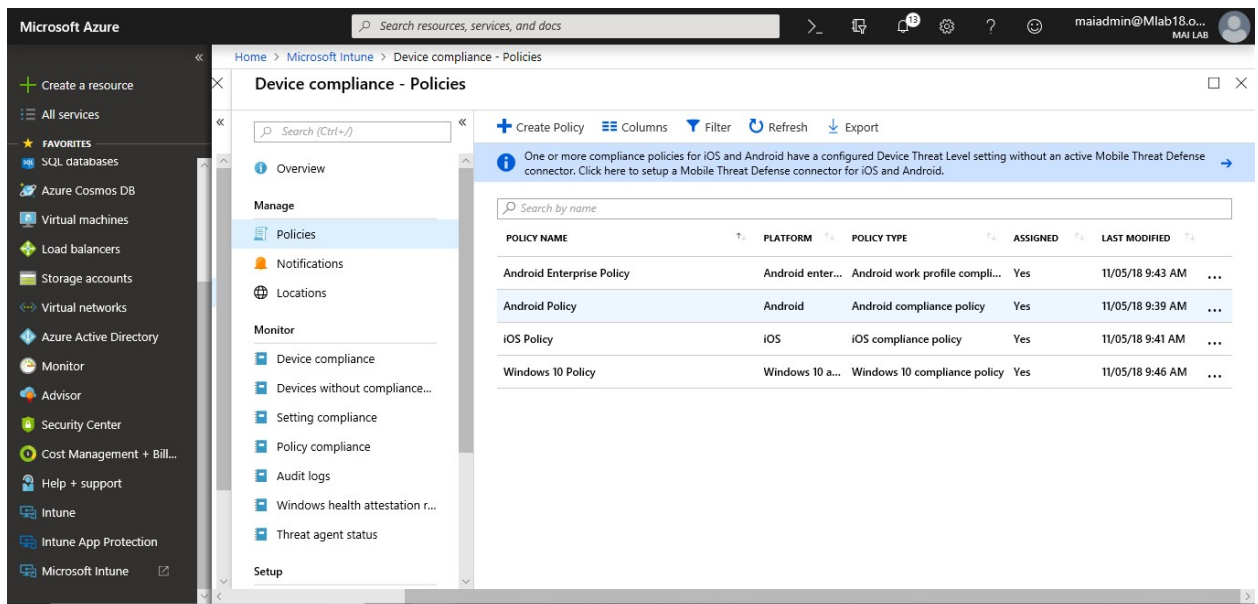 Microsoft Azure
Search resources, services, and docs
13
maiadmin@Mlab18.o...
MAI LAB
Home > Microsoft Intune > Device compliance - Policies
Device compliance - Policies
Create a resource
All services
FAVORITES
SQL databases
Azure Cosmos DB
Virtual machines
Load balancers
Storage accounts
Virtual networks
Azure Active Directory
Monitor
Advisor
Security Center
Cost Management + Bill...
Help + support
Intune
Intune App Protection
Microsoft Intune
Search (Ctrl+/)
Overview
Manage
Policies
Notifications
Locations
Monitor
Device compliance
Devices without compliance...
Setting compliance
Policy compliance
Audit logs
Windows health attestation r...
Threat agent status
Setup
Create Policy Columns Filter Refresh Export
One or more compliance policies for iOS and Android have a configured Device Threat Level setting without an active Mobile Threat Defense
connector. Click here to setup a Mobile Threat Defense connector for iOS and Android.
Search by name
POLICY NAME PLATFORM POLICY TYPE ASSIGNED LAST MODIFIED
Android Enterprise Policy Android enter... Android work profile compli... Yes 11/05/18 9:43 AM ...
Android Policy Android Android compliance policy Yes 11/05/18 9:39 AM ...
iOS Policy iOS iOS compliance policy Yes 11/05/18 9:41 AM ...
Windows 10 Policy Windows 10 a... Windows 10 compliance policy Yes 11/05/18 9:46 AM ...